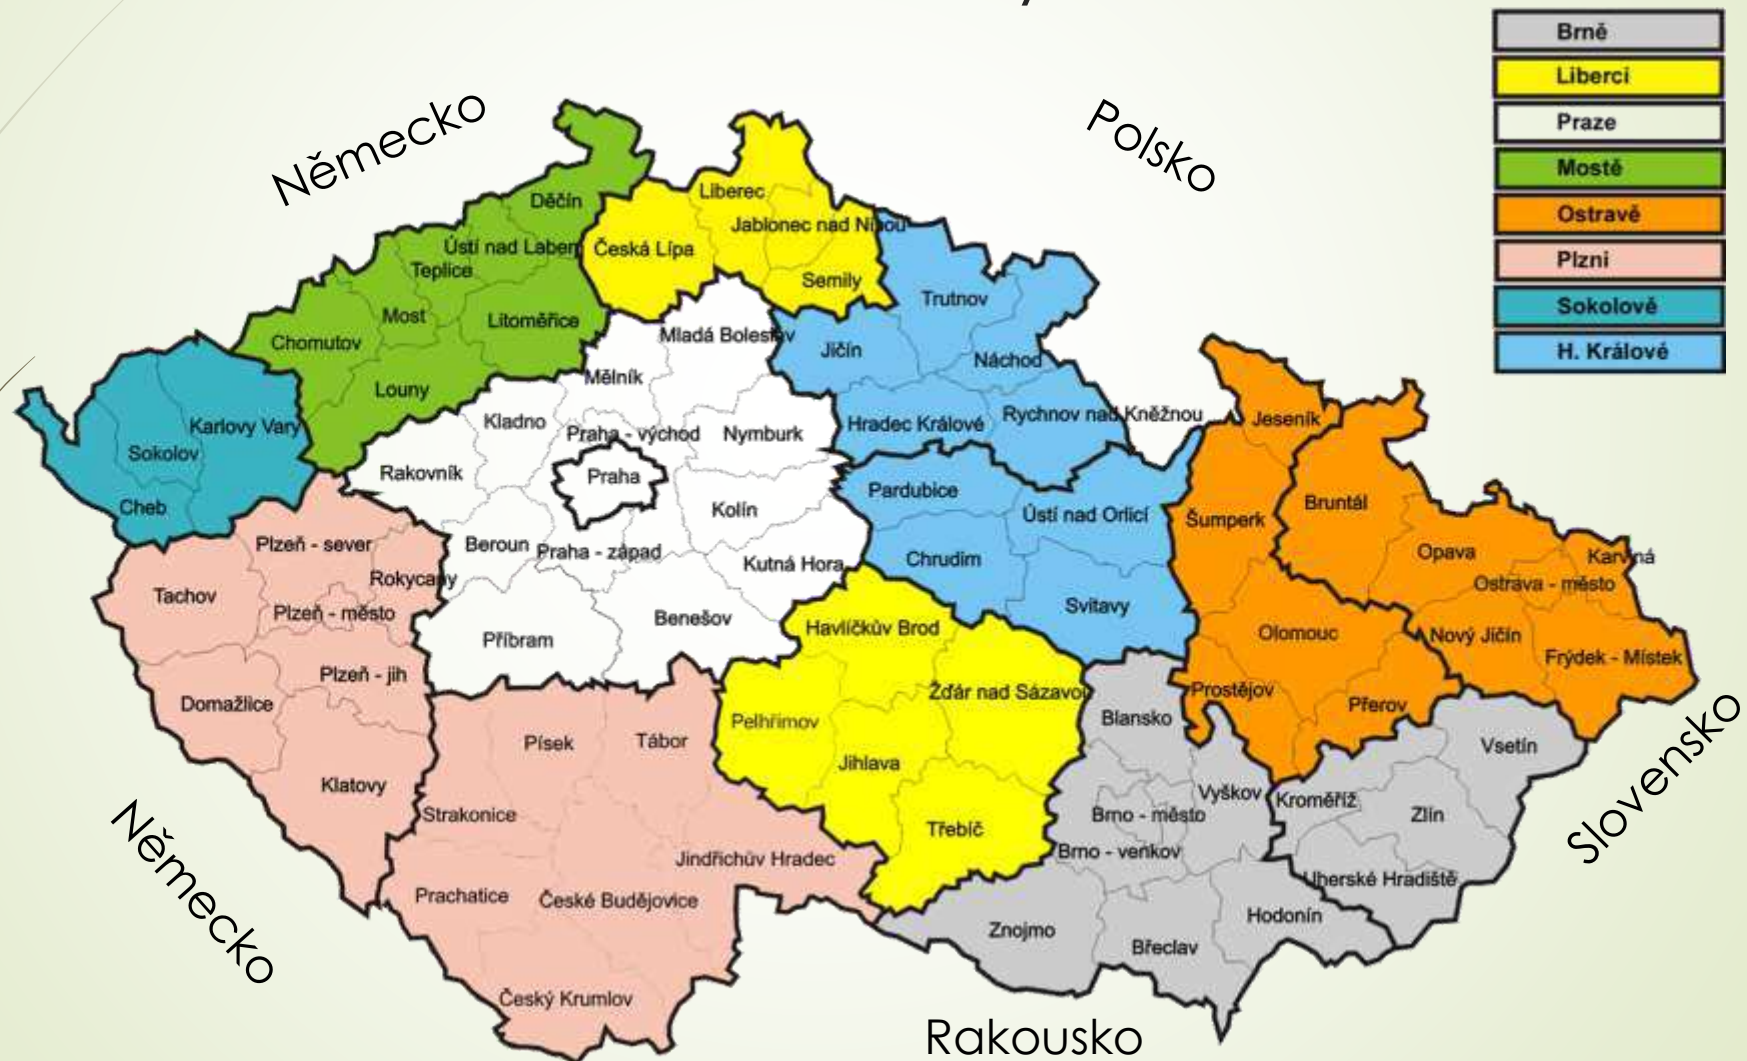 Brně
Liberci
Praze
Mostě
Ostravě
Plzni
Sokolově
H. Králové
Německo
Polsko
Děčín
Liberec
Jablonec nad Nisou
Ústí nad Labem
Česká Lípa
Teplice
Semily
Trutnov
Most
Litoměřice
Chomutov
Mladá Boleslav
Jičín
Náchod
Mělník
Louny
Kladno
Karlovy Vary
Praha - východ
Nymburk
Hradec Králové
Rychnov nad Kněžnou
Jeseník
Sokolov
Rakovník
Praha
Pardubice
Bruntál
Cheb
Kolín
Ústí nad Orlicí
Šumperk
Plzeň - sever
Beroun
Praha - západ
Chrudim
Opava
Karviná
Rokycany
Kutná Hora
Ostrava - město
Tachov
Plzeň - město
Svitavy
Příbram
Benešov
Havlíčkův Brod
Olomouc
Nový Jičín
Frýdek - Místek
Plzeň - jih
Domažlice
Žďár nad Sázavou
Prostějov
Přerov
Pelhřimov
Blansko
Písek
Tábor
Vsetín
Jihlava
Klatovy
Vyškov
Kroměříž
Strakonice
Třebíč
Brno - město
Zlín
Slovensko
Brno - venkov
Jindřichův Hradec
Uherské Hradiště
Německo
Prachatice
České Budějovice
Znojmo
Hodonín
Břeclav
Český Krumlov
Rakousko